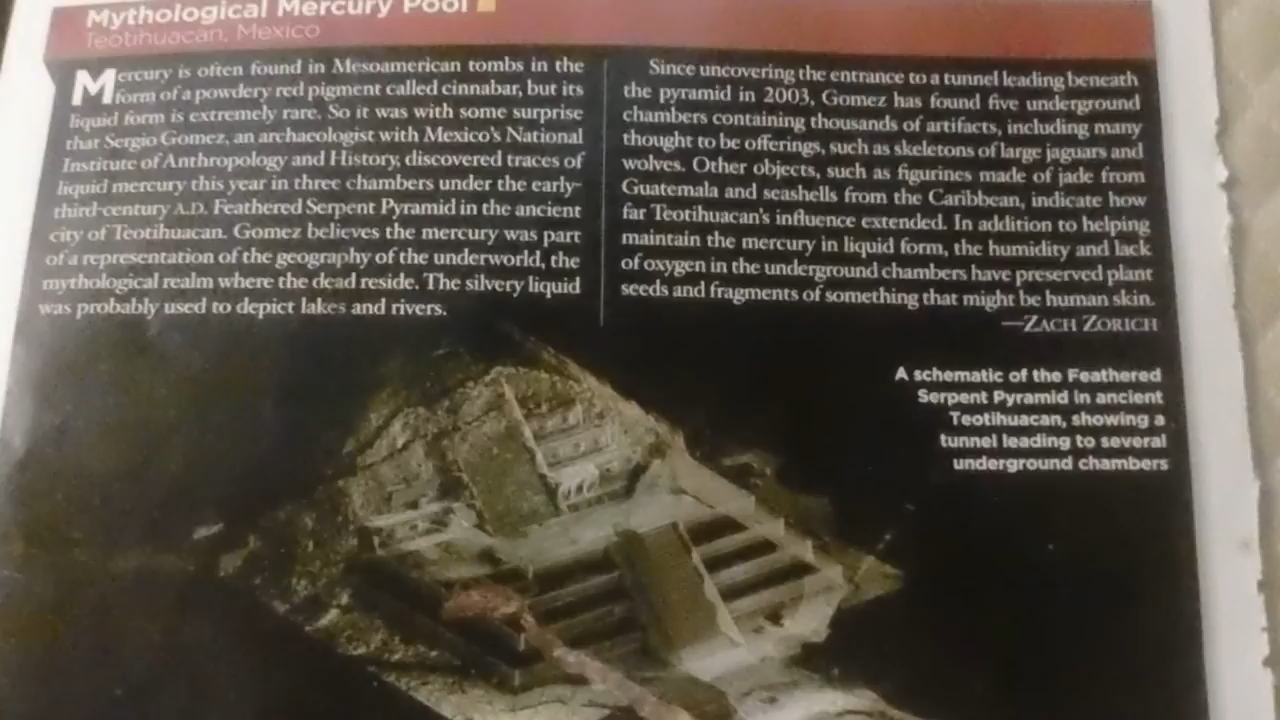 Mythological Mercury Pool
Teotihuacan, Mexico
Mercury is often found in Mesoamerican tombs in the
form of a powdery red pigment called cinnabar, but its
liquid form is extremely rare. So it was with some surprise
that Sergio Gomez, an archaeologist with Mexico's National
Institute of Anthropology and History, discovered traces of
liquid mercury this year in three chambers under the early-
third-century A.D. Feathered Serpent Pyramid in the ancient
city of Teotihuacan. Gomez believes the mercury was part
of a representation of the geography of the underworld, the
mythological realm where the dead reside. The silvery liquid
was probably used to depict lakes and rivers.
Since uncovering the entrance to a tunnel leading beneath
the pyramid in 2003, Gomez has found five underground
chambers containing thousands of artifacts, including many
thought to be offerings, such as skeletons of large jaguars and
wolves. Other objects, such as figurines made of jade from
Guatemala and seashells from the Caribbean, indicate how
far Teotihuacan's influence extended. In addition to helping
maintain the mercury in liquid form, the humidity and lack
of oxygen in the underground chambers have preserved plant
seeds and fragments of something that might be human skin.
—ZACH ZORICH
A schematic of the Feathered
Serpent Pyramid in ancient
Teotihuacan, showing a
tunnel leading to several
underground chambers